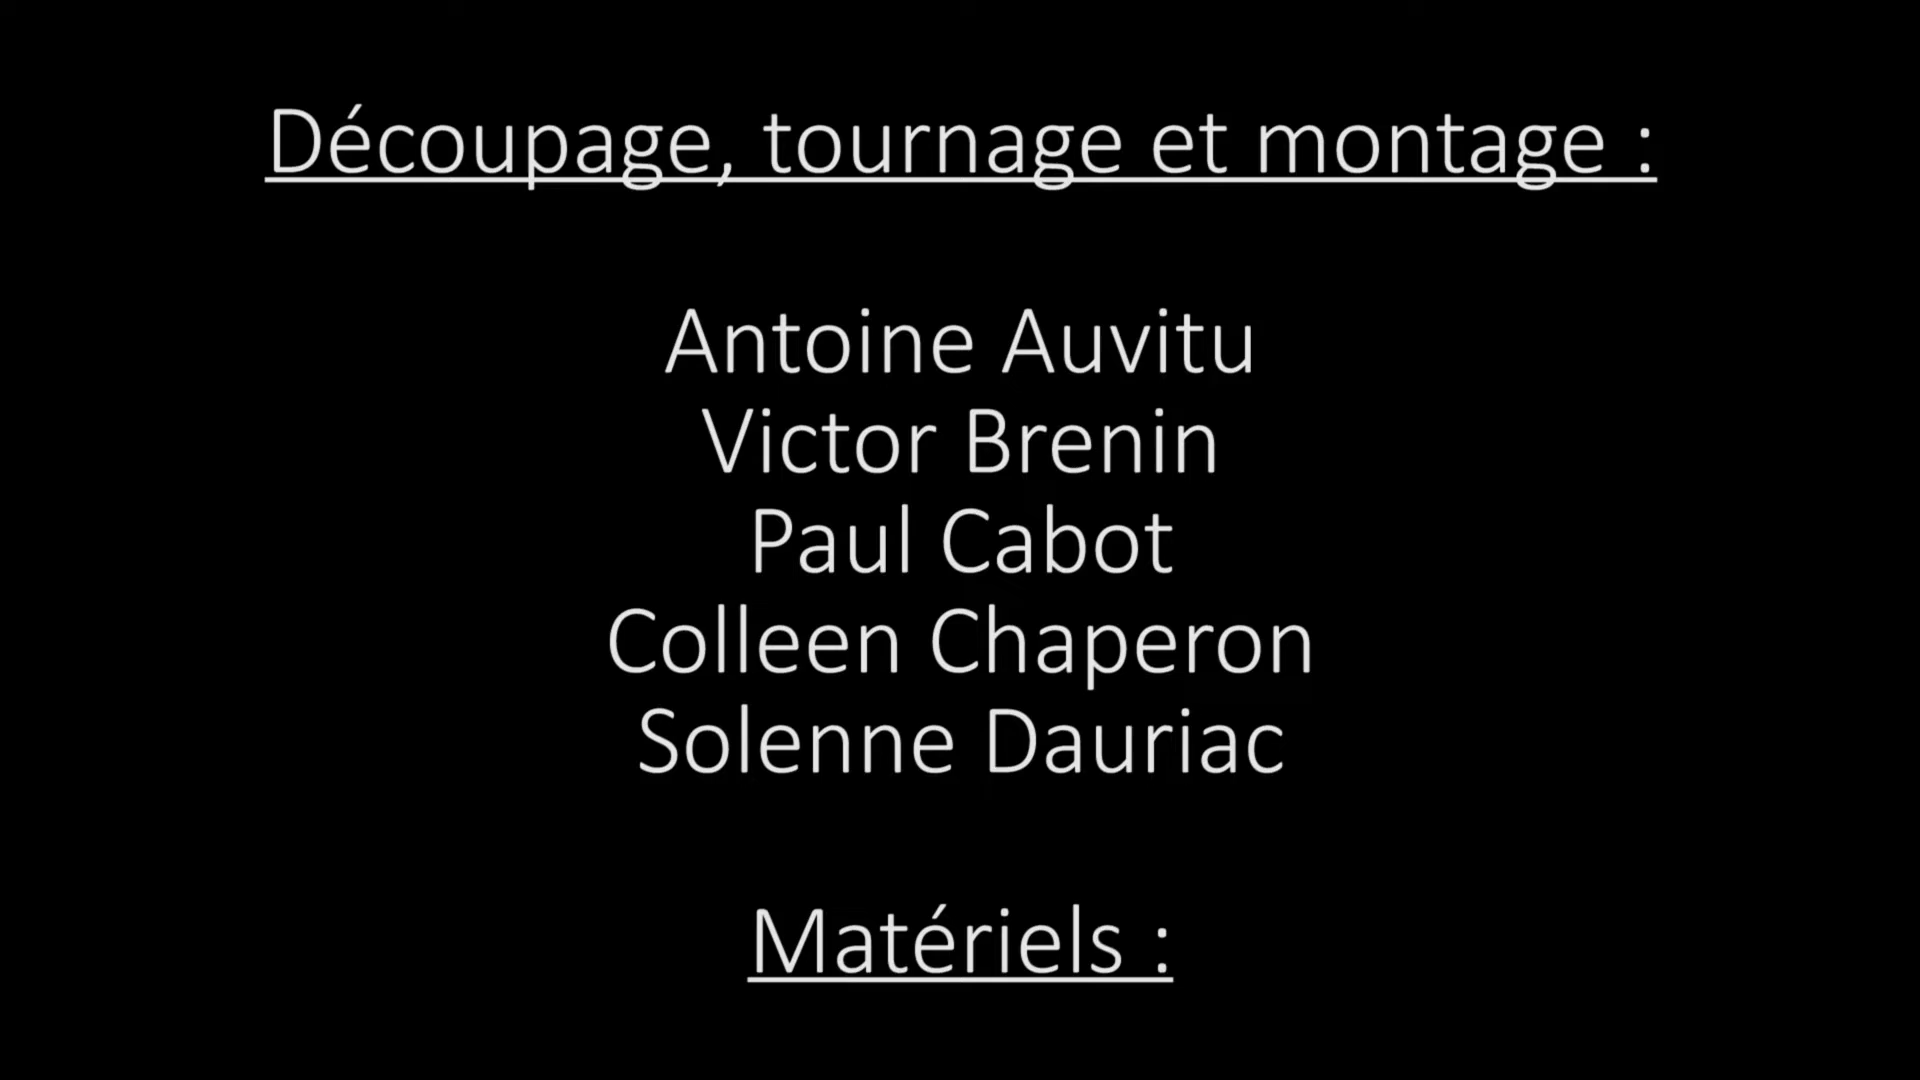 Découpage, tournage et montage :
Antoine Auvitu
Victor Brenin
Paul Cabot
Colleen Chaperon
Solenne Dauriac
Matériels :